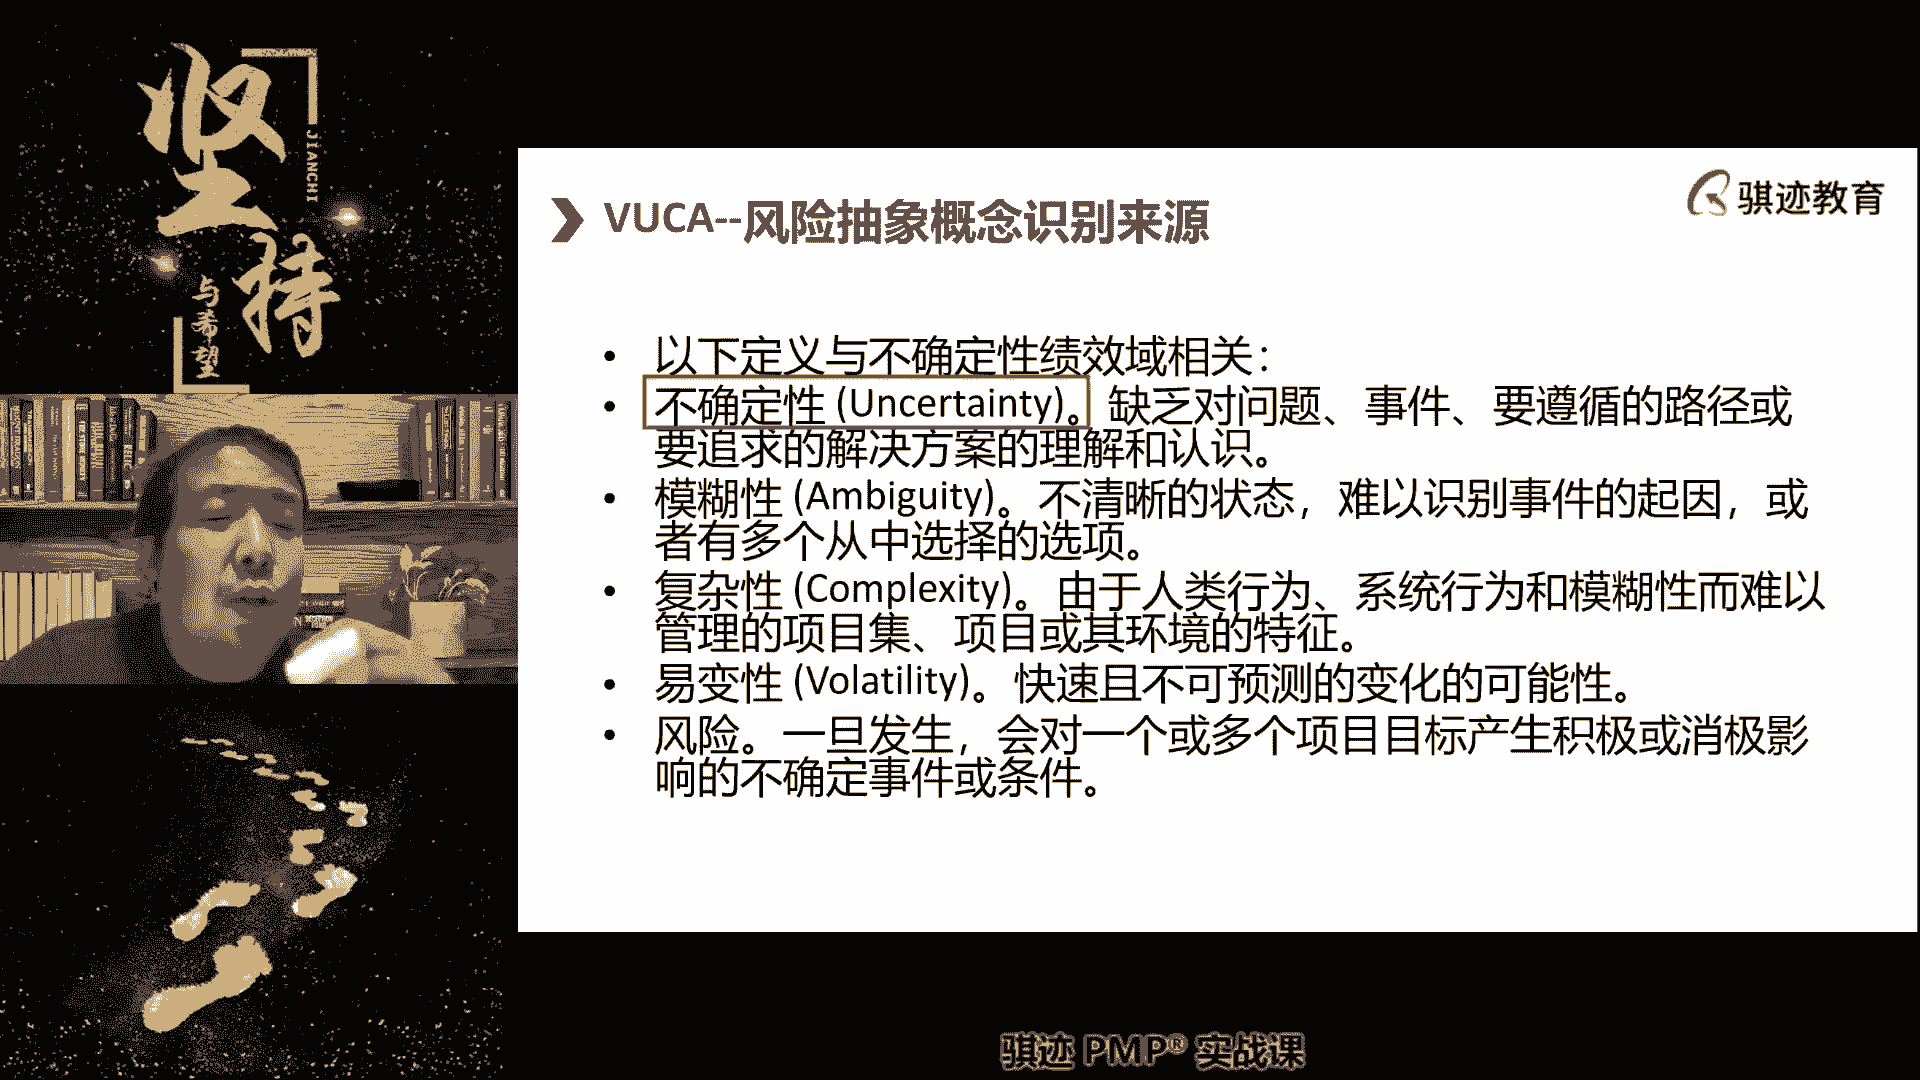 坚持
JIANCHI
与希望
骐迹教育
VUCA--风险抽象概念识别来源
• 以下定义与不确定性绩效域相关：
• 不确定性 (Uncertainty)。缺乏对问题、事件、要遵循的路径或
要追求的解决方案的理解和认识。
• 模糊性 (Ambiguity)。不清晰的状态，难以识别事件的起因，或
者有多个从中选择的选项。
• 复杂性 (Complexity)。由于人类行为、系统行为和模糊性而难以
管理的项目集、项目或其环境的特征。
• 易变性 (Volatility)。快速且不可预测的变化的可能性。
• 风险。一旦发生，会对一个或多个项目目标产生积极或消极影
响的不确定事件或条件。
骐迹 PMP® 实战课